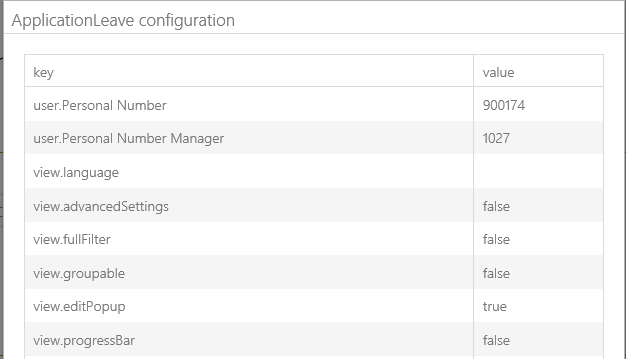 ApplicationLeave configuration
key value
user.Personal Number 900174
user.Personal Number Manager 1027
view.language
view.advancedSettings false
view.fullFilter false
view.groupable false
view.editPopup true
view.progressBar false